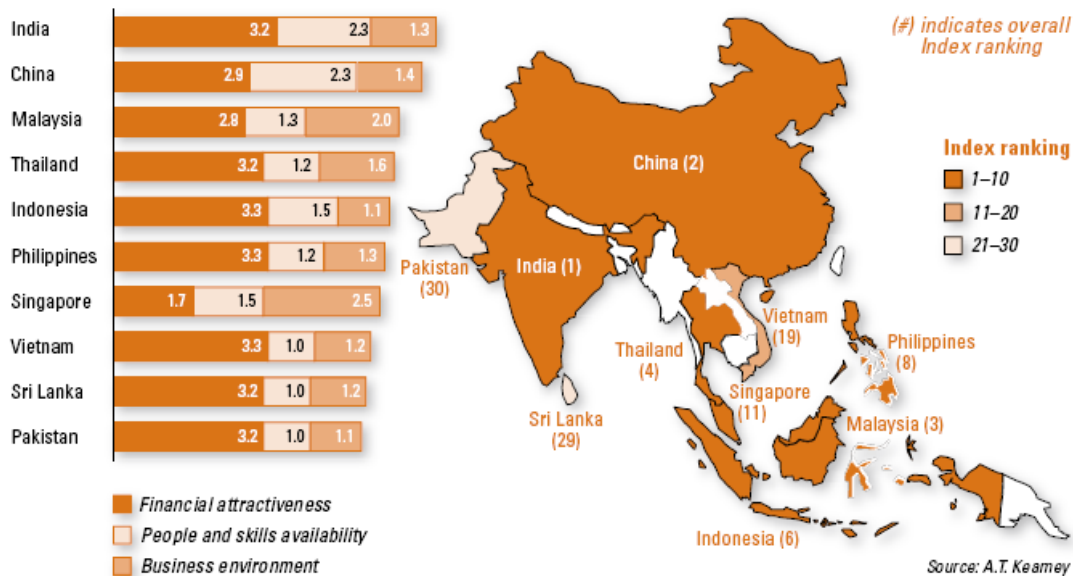 India
3.2 2.3 1.3
China
2.9 2.3 1.4
Malaysia
2.8 1.3 2.0
Thailand
3.2 1.2 1.6
Indonesia
3.3 1.5 1.1
Philippines
3.3 1.2 1.3
Singapore
1.7 1.5 2.5
Vietnam
3.3 1.0 1.2
Sri Lanka
3.2 1.0 1.2
Pakistan
3.2 1.0 1.1
Financial attractiveness
People and skills availability
Business environment
(#) indicates overall
Index ranking
Index ranking
1–10
11–20
21–30
China (2)
India (1)
Pakistan
(30)
Vietnam
(19)
Thailand
(4)
Philippines
(8)
Singapore
(11)
Sri Lanka
(29)
Malaysia (3)
Indonesia (6)
Source: A.T. Kearney